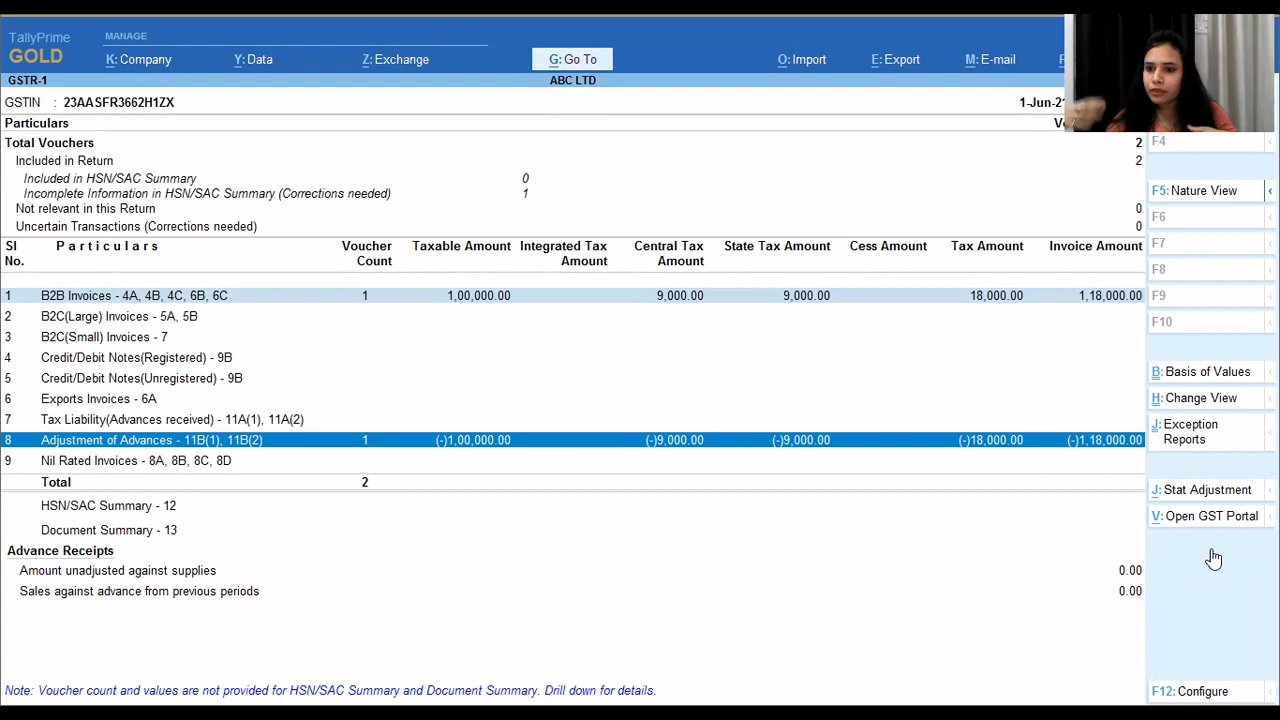 TallyPrime
GOLD
MANAGE
K: Company
Y: Data
Z: Exchange
G: Go To
O: Import
E: Export
M: E-mail
GSTR-1
ABC LTD
GSTIN : 23AASFR3662H1ZX
1-Jun-2
Particulars
Total Vouchers 2
Included in Return 2
Included in HSN/SAC Summary 0
Incomplete Information in HSN/SAC Summary (Corrections needed) 1
Not relevant in this Return 0
Uncertain Transactions (Corrections needed) 0
Sl Particulars Voucher Taxable Amount Integrated Tax Central Tax State Tax Amount Cess Amount Tax Amount Invoice Amount
No. Count Amount Amount
1 B2B Invoices - 4A, 4B, 4C, 6B, 6C 1 1,00,000.00 9,000.00 9,000.00 18,000.00 1,18,000.00
2 B2C(Large) Invoices - 5A, 5B
3 B2C(Small) Invoices - 7
4 Credit/Debit Notes(Registered) - 9B
5 Credit/Debit Notes(Unregistered) - 9B
6 Exports Invoices - 6A
7 Tax Liability(Advances received) - 11A(1), 11A(2)
8 Adjustment of Advances - 11B(1), 11B(2) 1 (-)1,00,000.00 (-)9,000.00 (-)9,000.00 (-)18,000.00 (-)1,18,000.00
9 Nil Rated Invoices - 8A, 8B, 8C, 8D
Total 2
HSN/SAC Summary - 12
Document Summary - 13
Advance Receipts
Amount unadjusted against supplies 0.00
Sales against advance from previous periods 0.00
Note: Voucher count and values are not provided for HSN/SAC Summary and Document Summary. Drill down for details.
F4
F5: Nature View
F6
F7
F8
F9
F10
B: Basis of Values
H: Change View
J: Exception
Reports
J: Stat Adjustment
V: Open GST Portal
F12: Configure